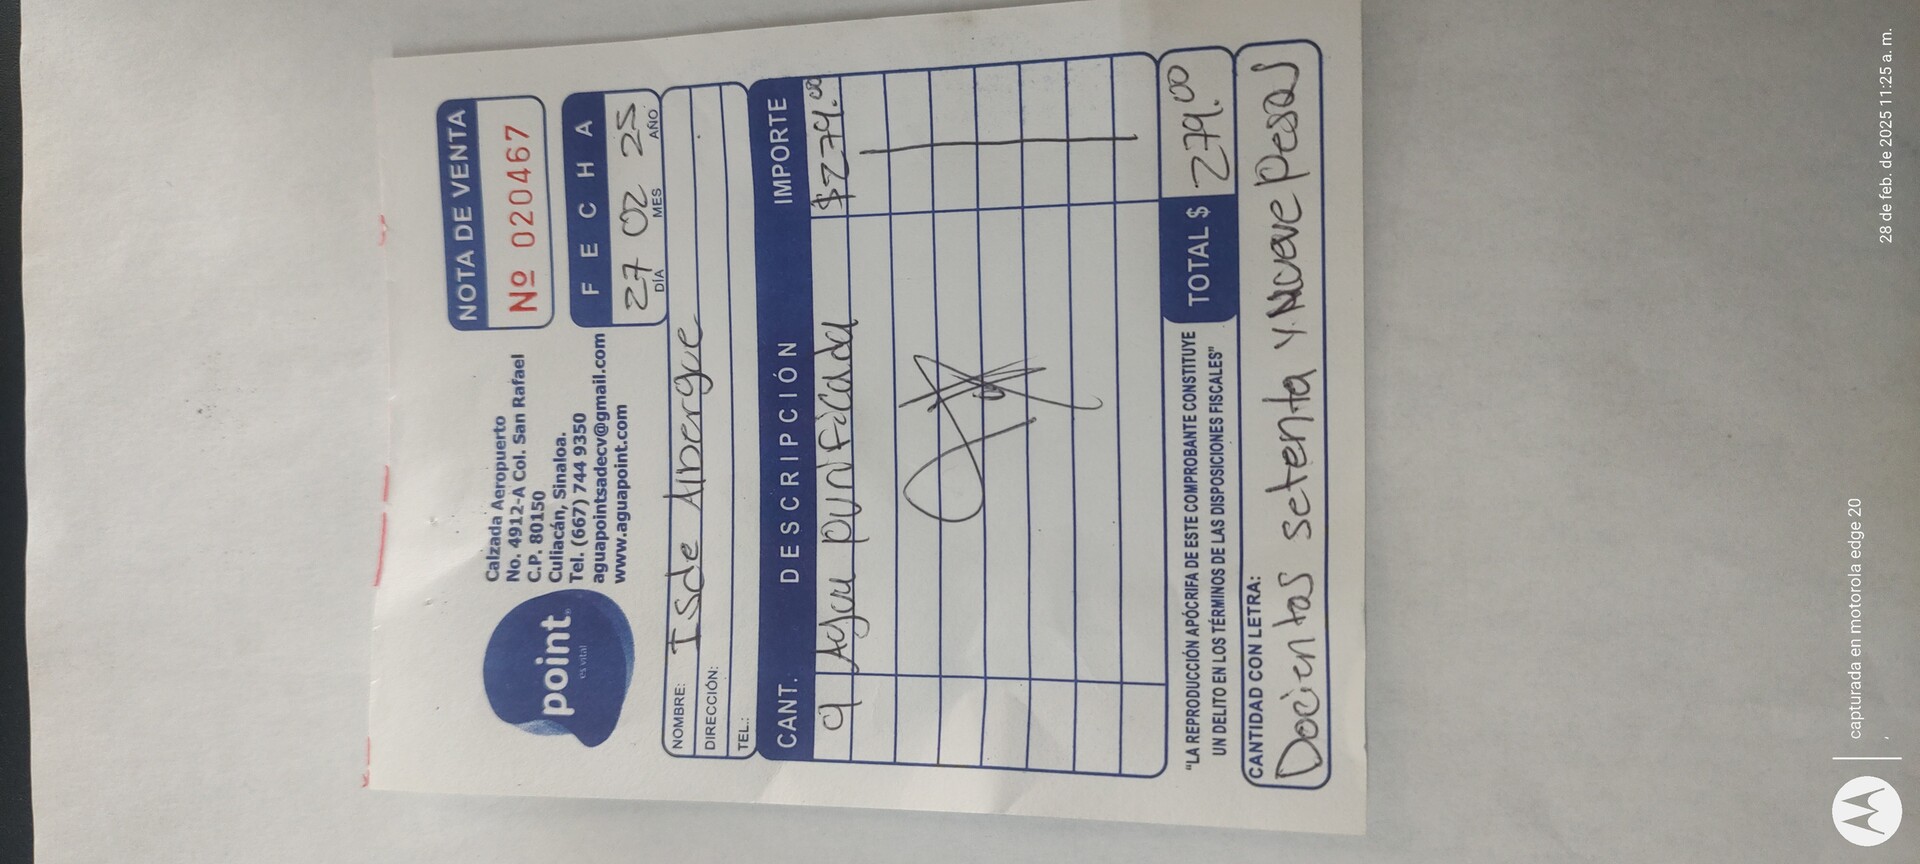 point.
es vital
Calzada Aeropuerto
No. 4912-A Col. San Rafael
C.P. 80150
Culiacán, Sinaloa.
Tel. (667) 744 9350
aguapointsadecv@gmail.com
www.aguapoint.com
NOTA DE VENTA
Nº 020467
FECHA
27 02 25
DÍA MES AÑO
NOMBRE: Isde Albergue
DIRECCIÓN:
TEL.:
CANT. DESCRIPCIÓN IMPORTE
9 Agua purificada $279.00
"LA REPRODUCCIÓN APÓCRIFA DE ESTE COMPROBANTE CONSTITUYE
UN DELITO EN LOS TÉRMINOS DE LAS DISPOSICIONES FISCALES"
TOTAL $ 279.00
CANTIDAD CON LETRA:
Docientos setenta y Nueve pesos
capturada en motorola edge 20
28 de feb. de 2025 11:25 a. m.